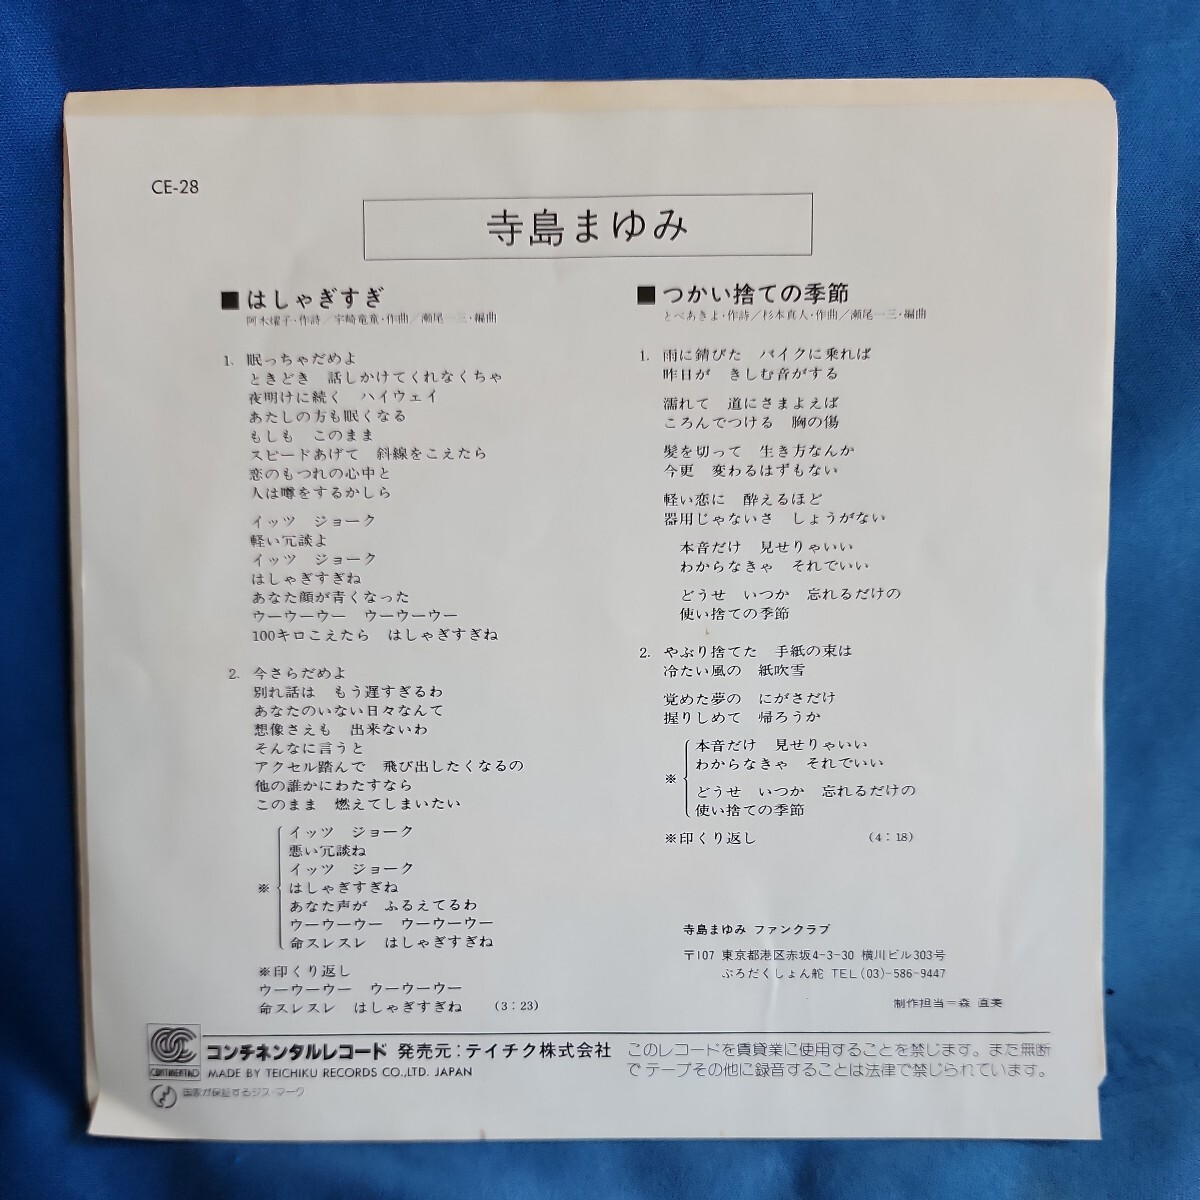 CE-28
寺島まゆみ
■はしゃぎすぎ
阿木燿子・作詩／宇崎竜童・作曲／瀬尾一三・編曲
1. 眠っちゃだめよ
ときどき　話しかけてくれなくちゃ
夜明けに続く　ハイウェイ
あたしの方も眠くなる
もしも　このまま
スピードあげて　斜線をこえたら
恋のもつれの心中と
人は噂をするかしら
イッツ　ジョーク
軽い冗談よ
イッツ　ジョーク
はしゃぎすぎね
あなた顔が青くなった
ウーウーウー　ウーウーウー
100キロこえたら　はしゃぎすぎね
2. 今さらだめよ
別れ話は　もう遅すぎるわ
あなたのいない日々なんて
想像さえも　出来ないわ
そんなに言うと
アクセル踏んで　飛び出したくなるの
他の誰かにわたすなら
このまま　燃えてしまいたい
イッツ　ジョーク
悪い冗談ね
イッツ　ジョーク
※はしゃぎすぎね
あなた声が　ふるえてるわ
ウーウーウー　ウーウーウー
命スレスレ　はしゃぎすぎね
※印くり返し
ウーウーウー　ウーウーウー
命スレスレ　はしゃぎすぎね　(3：23)
■つかい捨ての季節
とべあきよ・作詩／杉本真人・作曲／瀬尾一三・編曲
1. 雨に錆びた　バイクに乗れば
昨日が　きしむ音がする
濡れて　道にさまよえば
ころんでつける　胸の傷
髪を切って　生き方なんか
今更　変わるはずもない
軽い恋に　酔えるほど
器用じゃないさ　しょうがない
本音だけ　見せりゃいい
わからなきゃ　それでいい
どうせ　いつか　忘れるだけの
使い捨ての季節
2. やぶり捨てた　手紙の束は
冷たい風の　紙吹雪
覚めた夢の　にがさだけ
握りしめて　帰ろうか
本音だけ　見せりゃいい
わからなきゃ　それでいい
※
どうせ　いつか　忘れるだけの
使い捨ての季節
※印くり返し　(4：18)
寺島まゆみ ファンクラブ
〒107 東京都港区赤坂4-3-30 横川ビル303号
ぷろだくしょん舵 TEL (03)-586-9447
制作担当＝森 直美
CONTINENTAL
コンチネンタルレコード 発売元：テイチク株式会社
MADE BY TEICHIKU RECORDS CO.,LTD. JAPAN
国家が保証するジス・マーク
このレコードを賃貸業に使用することを禁じます。また無断
でテープその他に録音することは法律で禁じられています。